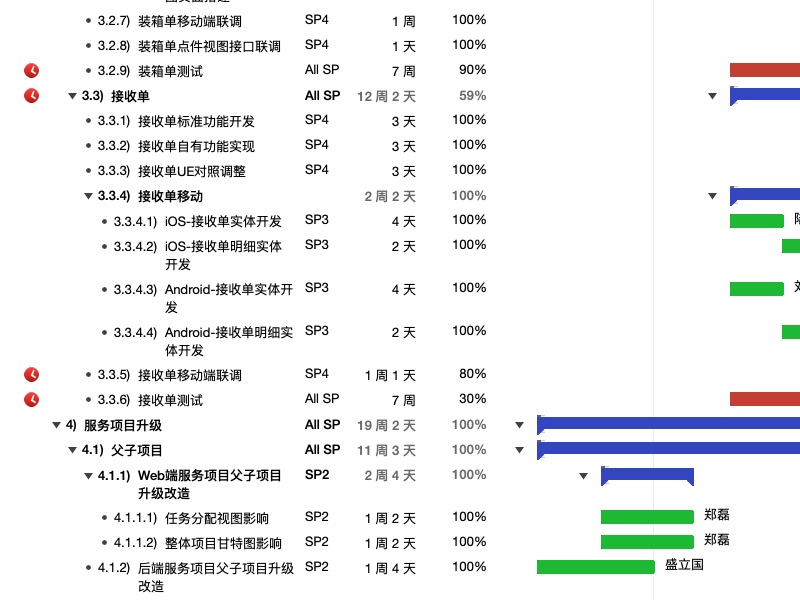 3.2.7) 装箱单移动端联调 SP4 1 周 100%
3.2.8) 装箱单点件视图接口联调 SP4 1 天 100%
3.2.9) 装箱单测试 All SP 7 周 90%
3.3) 接收单 All SP 12 周 2 天 59%
3.3.1) 接收单标准功能开发 SP4 3 天 100%
3.3.2) 接收单自有功能实现 SP4 3 天 100%
3.3.3) 接收单UE对照调整 SP4 3 天 100%
3.3.4) 接收单移动 2 周 2 天 100%
3.3.4.1) iOS-接收单实体开发 SP3 4 天 100%
3.3.4.2) iOS-接收单明细实体 SP3 2 天 100%
开发
3.3.4.3) Android-接收单实体开 SP3 4 天 100%
发
3.3.4.4) Android-接收单明细实 SP3 2 天 100%
体开发
3.3.5) 接收单移动端联调 SP4 1 周 1 天 80%
3.3.6) 接收单测试 All SP 7 周 30%
4) 服务项目升级 All SP 19 周 2 天 100%
4.1) 父子项目 All SP 11 周 3 天 100%
4.1.1) Web端服务项目父子项目 SP2 2 周 4 天 100%
升级改造
4.1.1.1) 任务分配视图影响 SP2 1 周 2 天 100% 郑磊
4.1.1.2) 整体项目甘特图影响 SP2 1 周 2 天 100% 郑磊
4.1.2) 后端服务项目父子项目升级 SP2 1 周 4 天 100% 盛立国
改造